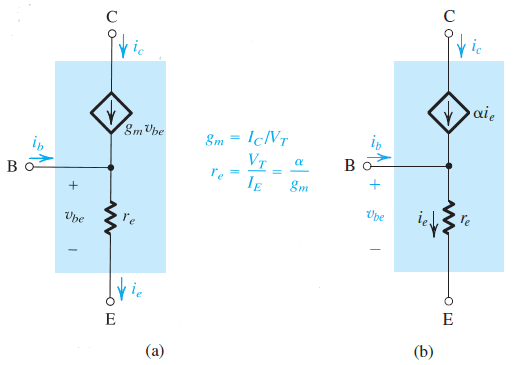 C
i_c
g_m v_be
i_b
B
+
v_be
r_e
−
i_e
E
(a)
g_m = I_C/V_T
r_e = V_T/I_E = α/g_m
C
i_c
αi_e
i_b
B
+
v_be
i_e
r_e
−
E
(b)